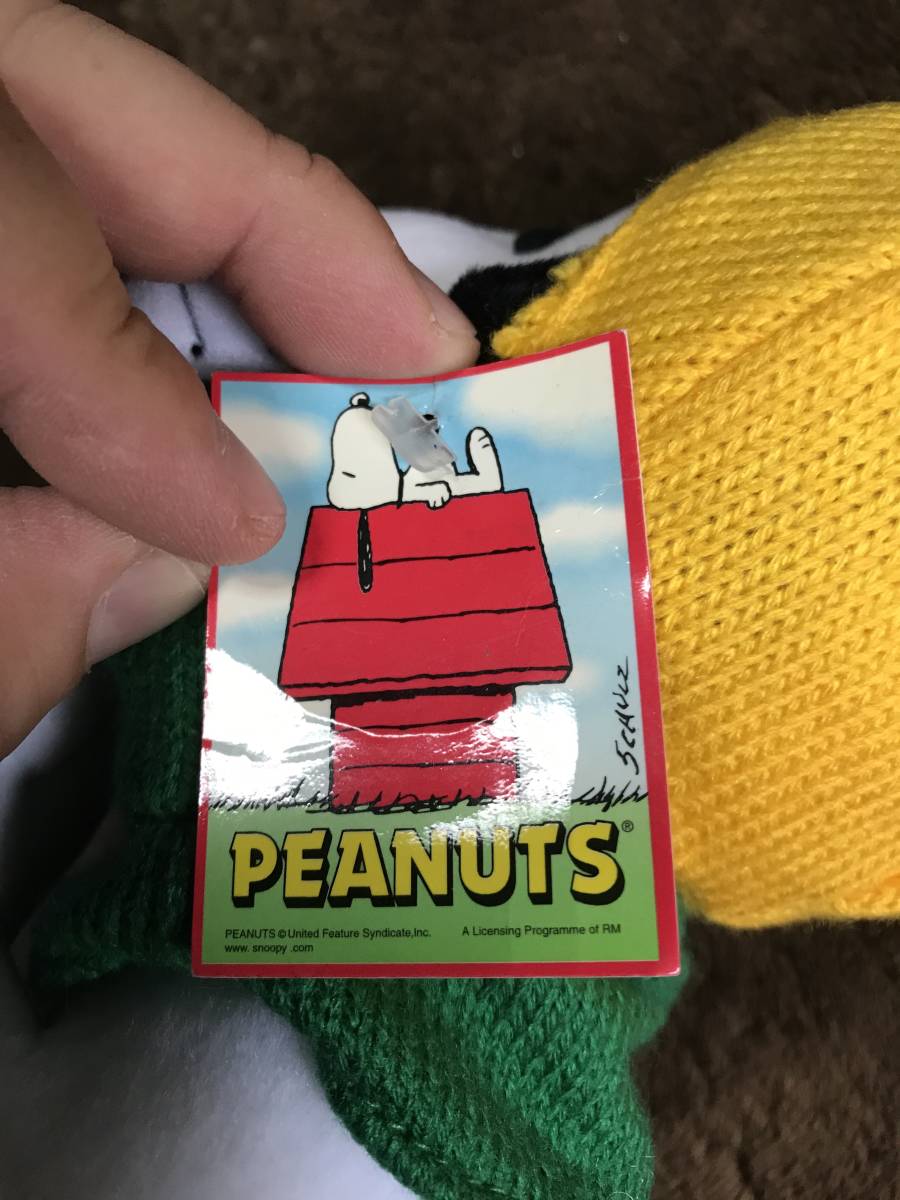 SCHULZ
PEANUTS®
PEANUTS © United Feature Syndicate,Inc.
www. snoopy .com
A Licensing Programme of RM